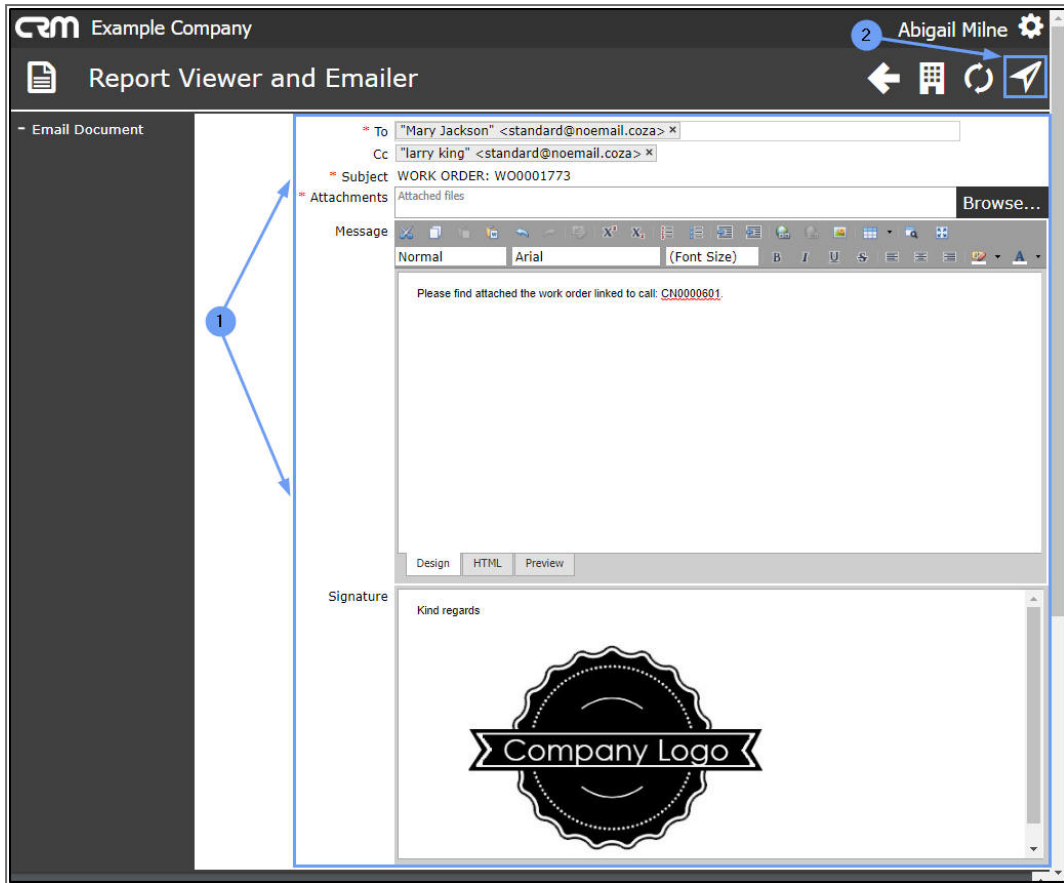 CRM Example Company
Abigail Milne
2
Report Viewer and Emailer
- Email Document
* To "Mary Jackson" <standard@noemail.coza> ×
Cc "larry king" <standard@noemail.coza> ×
* Subject WORK ORDER: WO0001773
* Attachments Attached files Browse...
Message
Normal Arial (Font Size) B I U S A
Please find attached the work order linked to call: CN0000601.
1
Design HTML Preview
Signature
Kind regards
Company Logo